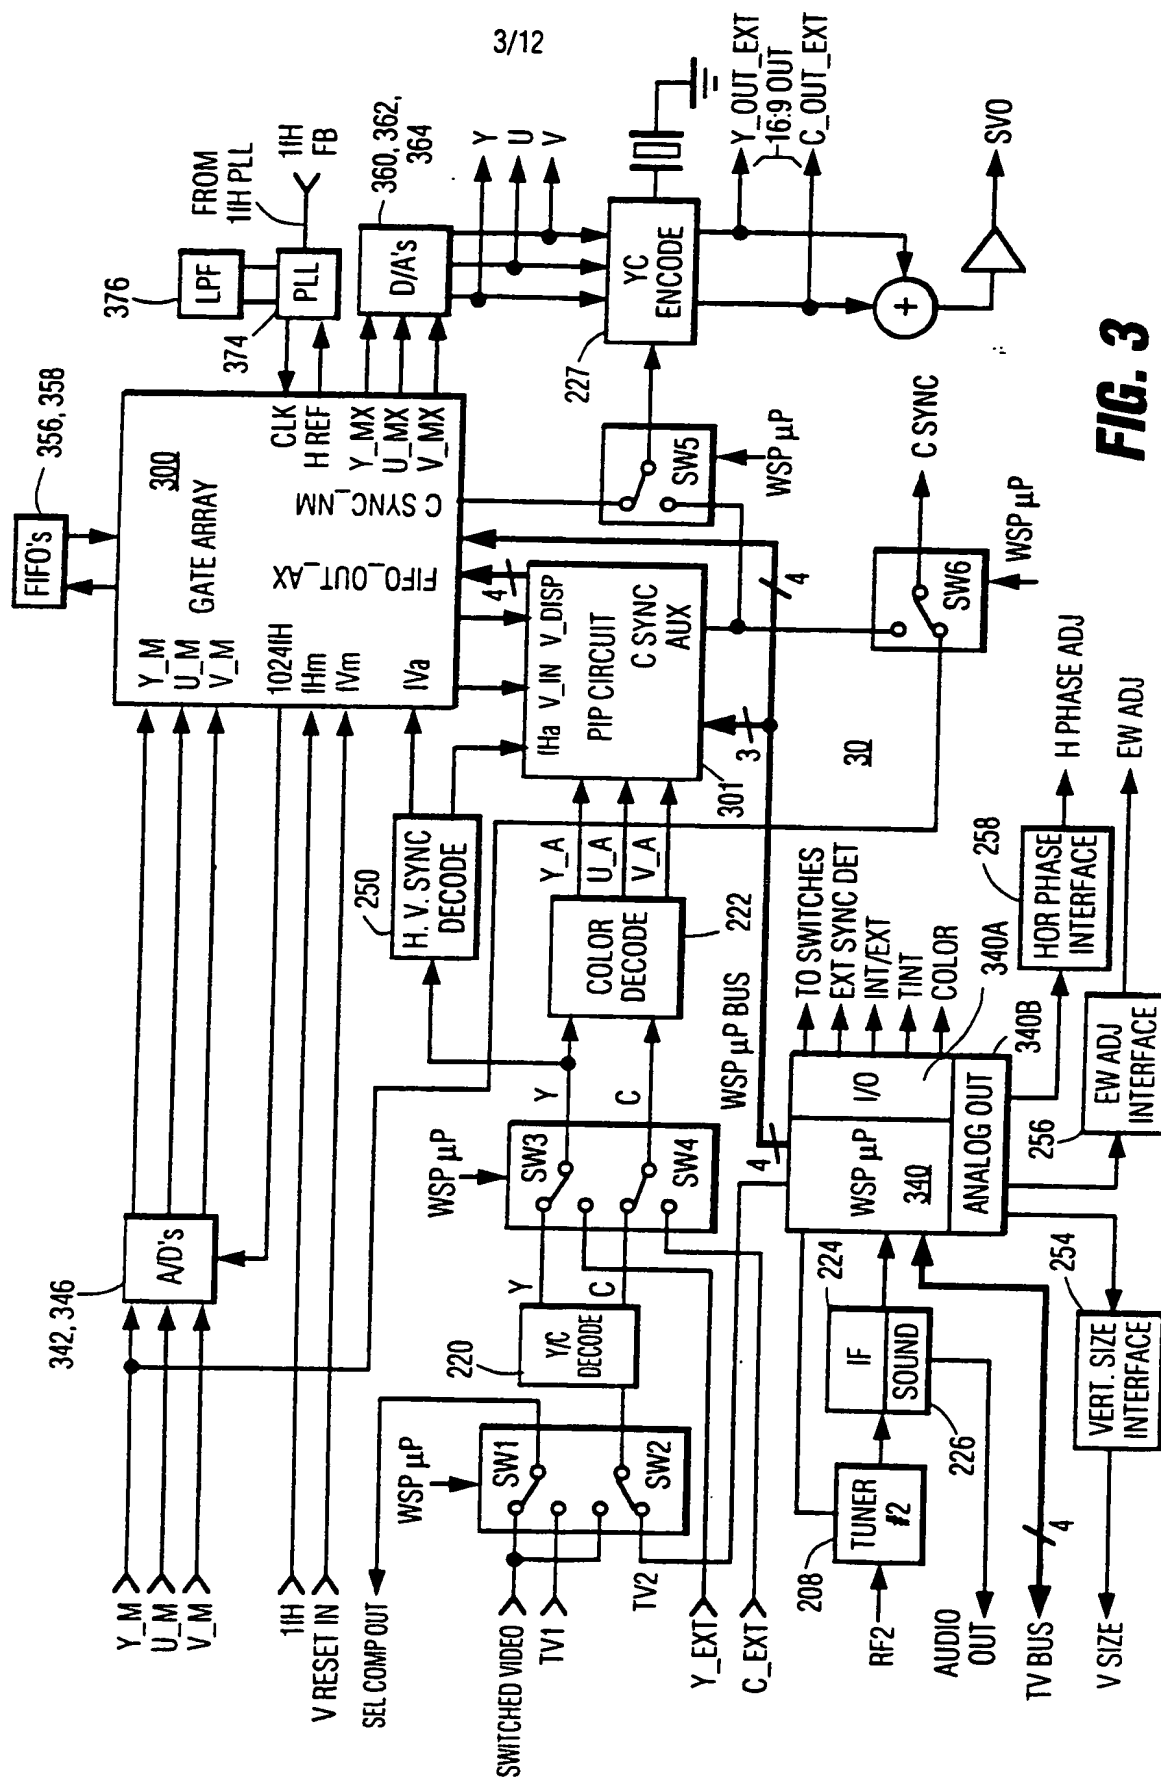 3/12
Y_M
U_M
V_M
1fH
V RESET IN
SEL COMP OUT
SWITCHED VIDEO
TV1
TV2
Y_EXT
C_EXT
RF2
AUDIO
OUT
TV BUS
V SIZE
342, 346
A/D's
WSP μP
SW1
SW2
220
Y/C
DECODE
Y
C
WSP μP
SW3
SW4
Y
C
208
TUNER
#2
224
IF
SOUND
226
4
254
VERT. SIZE
INTERFACE
256
EW ADJ
INTERFACE
EW ADJ
258
HOR PHASE
INTERFACE
H PHASE ADJ
WSP μP
340
I/O
ANALOG OUT
340A
340B
TO SWITCHES
EXT SYNC DET
INT/EXT
TINT
COLOR
4
WSP μP BUS
250
H. V. SYNC
DECODE
COLOR
DECODE
222
Y_A
U_A
V_A
356, 358
FIFO's
Y_M
U_M
V_M
1024fH
fHm
fVm
fVa
GATE ARRAY
300
FIFO_OUT_AX
C SYNC_NM
CLK
H REF
Y_MX
U_MX
V_MX
fHa
V_IN
V_DISP
PIP CIRCUIT
C SYNC
AUX
301
4
3
4
30
376
LPF
374
PLL
FROM
1fH PLL
1fH
FB
360, 362,
364
D/A's
Y
U
V
227
YC
ENCODE
SW5
WSP μP
SW6
WSP μP
C SYNC
Y_OUT_EXT
16:9 OUT
C_OUT_EXT
+
SVO
FIG. 3